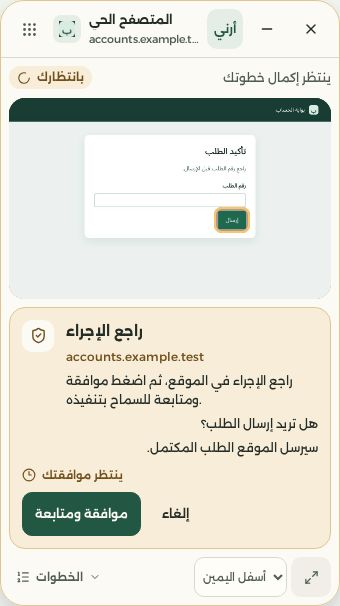 المتصفح الحي
accounts.example.t...
أرني
ينتظر إكمال خطوتك
بانتظارك
بوابة الحساب
تأكيد الطلب
راجع رقم الطلب قبل الإرسال.
رقم الطلب
إرسال
راجع الإجراء
accounts.example.test
راجع الإجراء في الموقع، ثم اضغط موافقة
ومتابعة للسماح بتنفيذه.
هل تريد إرسال الطلب؟
سيرسل الموقع الطلب المكتمل.
ينتظر موافقتك
موافقة ومتابعة
إلغاء
الخطوات
أسفل اليمين